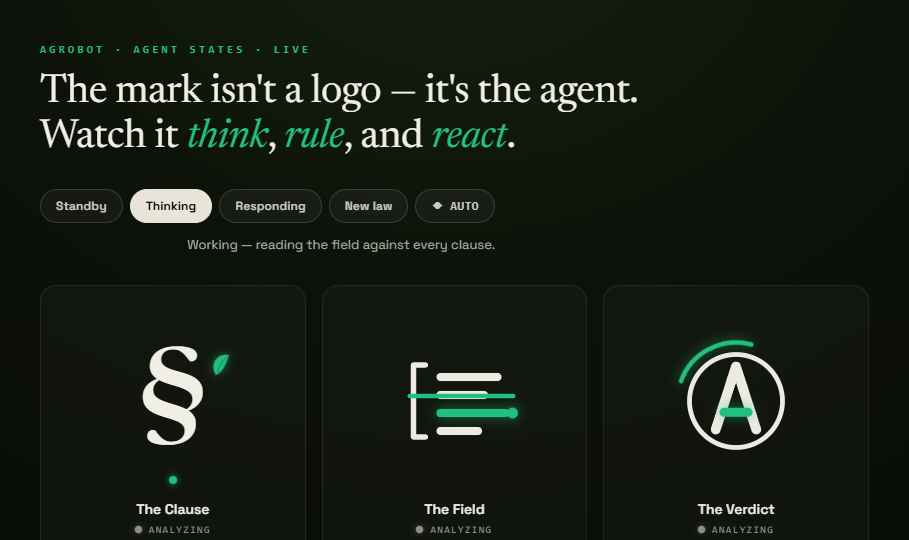 AGROBOT · AGENT STATES · LIVE
The mark isn't a logo — it's the agent.
Watch it think, rule, and react.
Standby
Thinking
Responding
New law
AUTO
Working — reading the field against every clause.
§
A
The Clause
The Field
The Verdict
ANALYZING
ANALYZING
ANALYZING